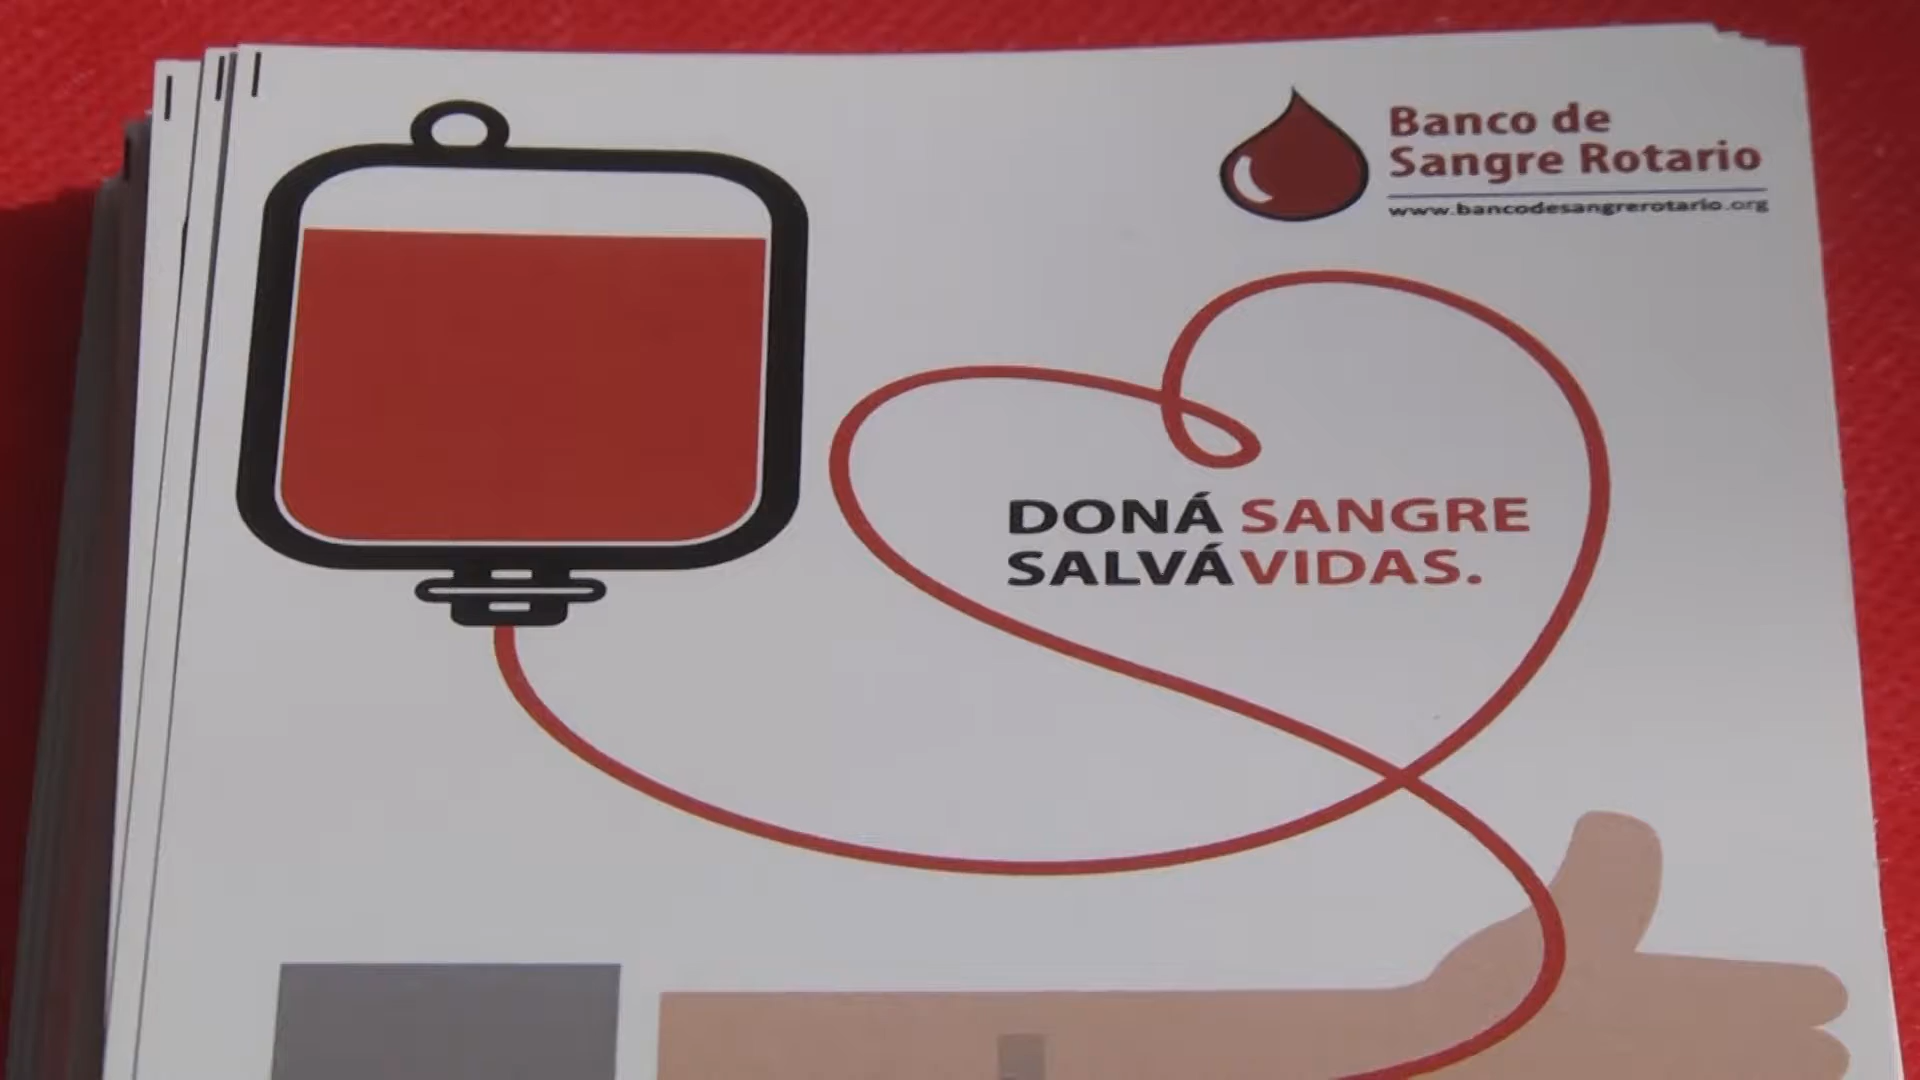 Banco de
Sangre Rotario
www.bancodesangrerotario.org
DONÁ SANGRE
SALVÁ VIDAS.